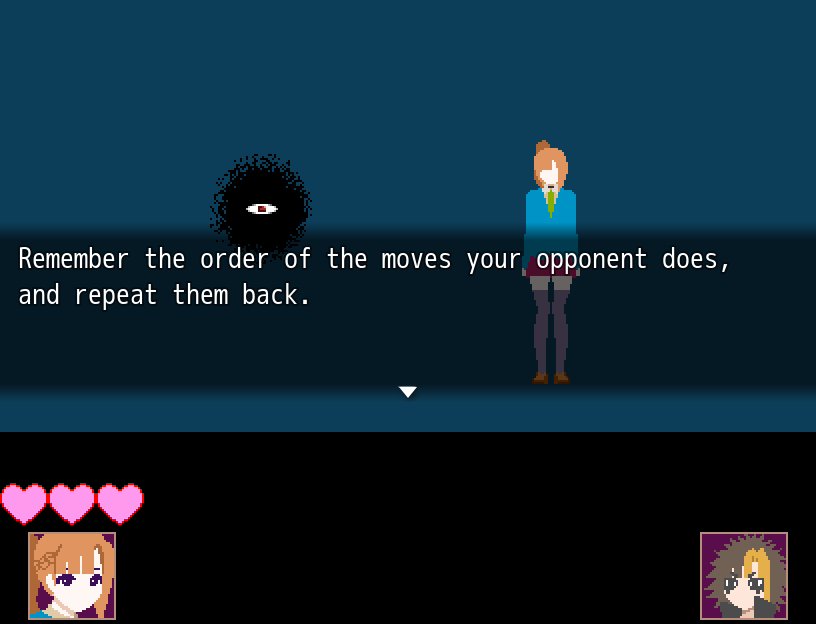 Remember the order of the moves your opponent does,
and repeat them back.